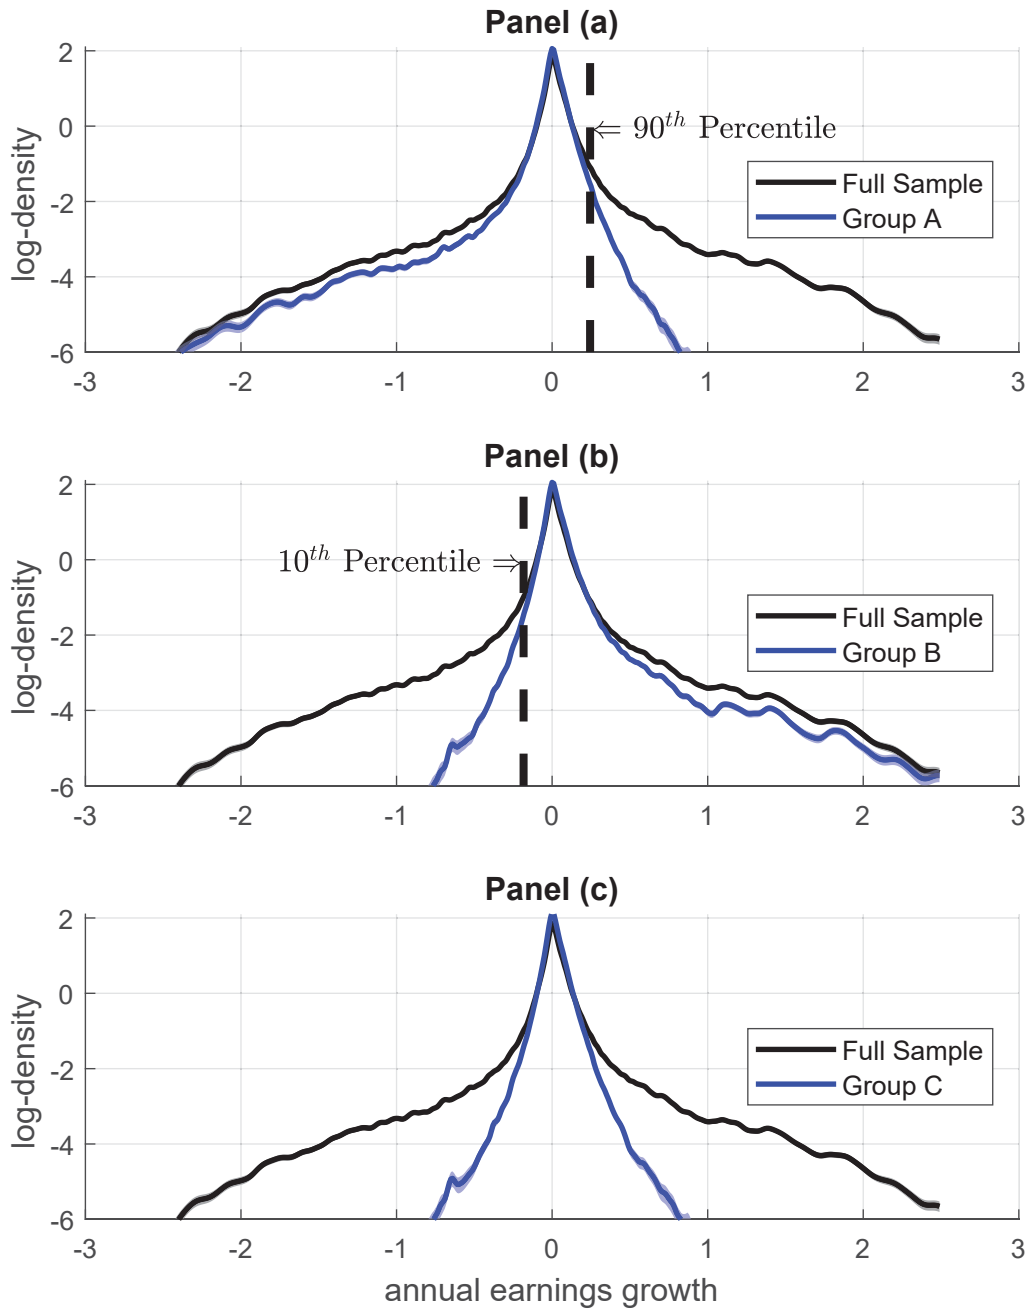 Panel (a)
log-density
2
0
-2
-4
-6
⇐ 90th Percentile
Full Sample
Group A
-3 -2 -1 0 1 2 3
Panel (b)
log-density
2
0
-2
-4
-6
10th Percentile ⇒
Full Sample
Group B
-3 -2 -1 0 1 2 3
Panel (c)
log-density
2
0
-2
-4
-6
Full Sample
Group C
-3 -2 -1 0 1 2 3
annual earnings growth